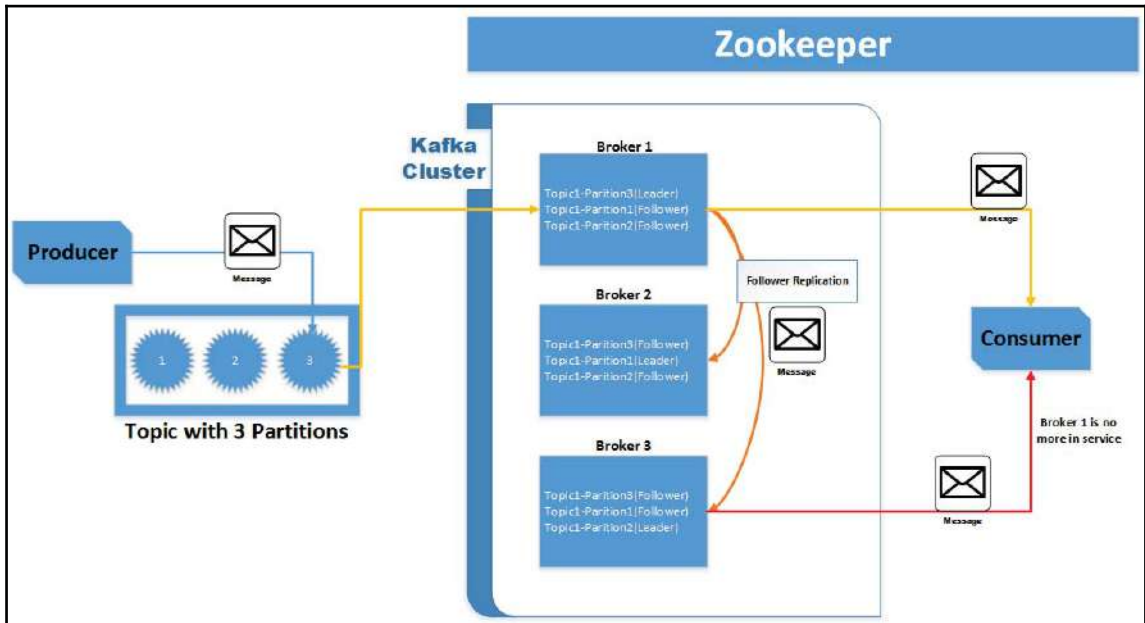 Zookeeper
Kafka
Cluster
Broker 1
Topic1-Parition3(Leader)
Topic1-Parition1(Follower)
Topic1-Parition2(Follower)
Message
Message
Producer
Message
Follower Replication
Broker 2
Topic1-Parition3(Follower)
Topic1-Parition1(Leader)
Topic1-Parition2(Follower)
Consumer
1
2
3
Topic with 3 Partitions
Broker 1 is no
more in service
Broker 3
Topic1-Parition3(Follower)
Topic1-Parition1(Follower)
Topic1-Parition2(Leader)
Message